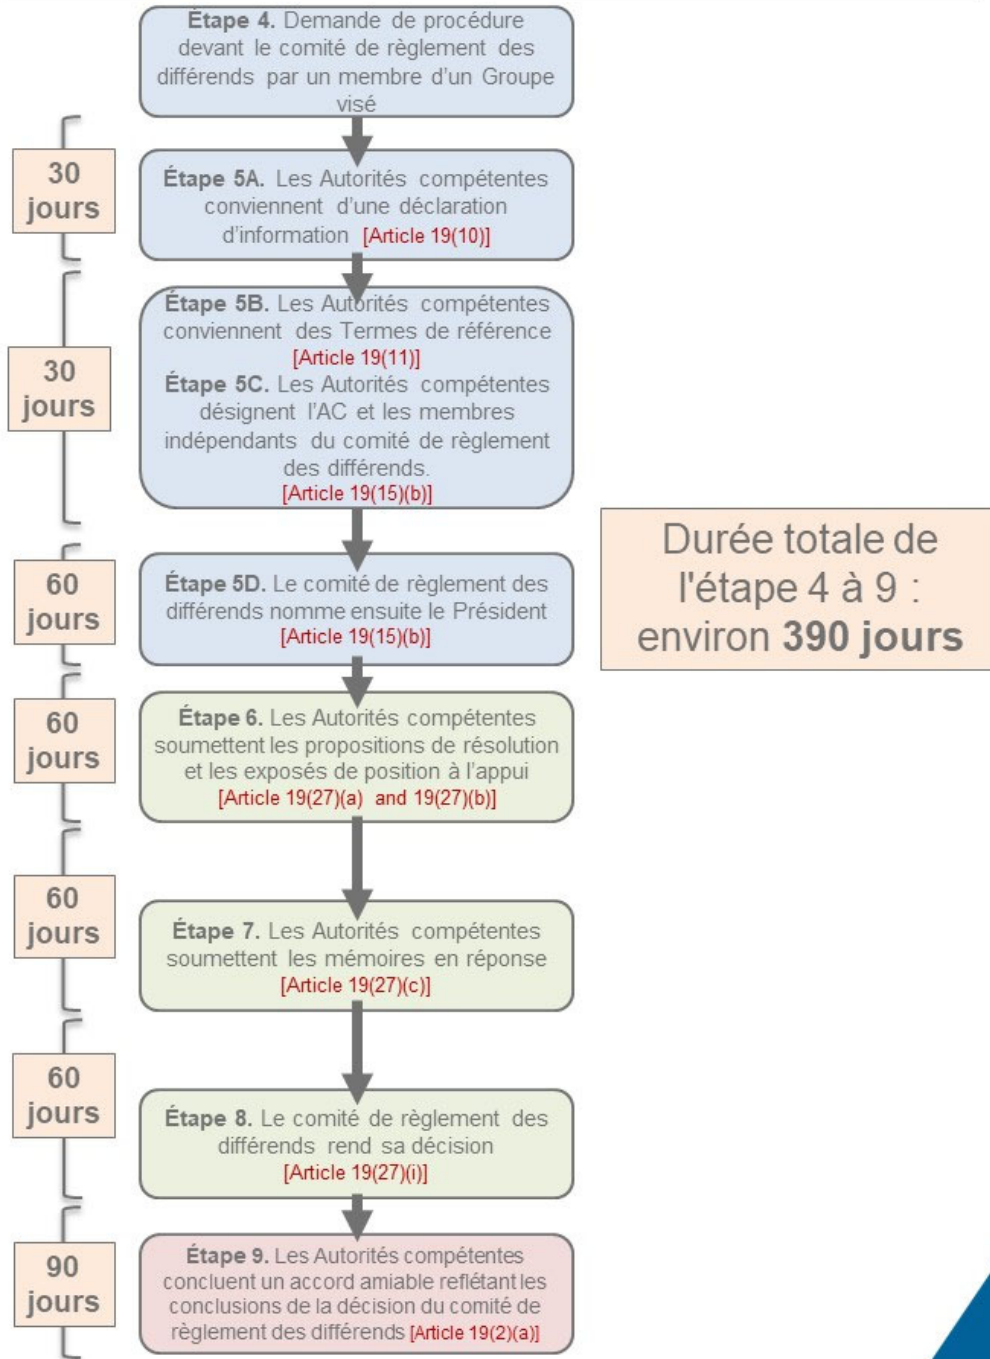 Étape 4. Demande de procédure
devant le comité de règlement des
différends par un membre d'un Groupe
visé
30
jours
Étape 5A. Les Autorités compétentes
conviennent d'une déclaration
d'information [Article 19(10)]
30
jours
Étape 5B. Les Autorités compétentes
conviennent des Termes de référence
[Article 19(11)]
Étape 5C. Les Autorités compétentes
désignent l'AC et les membres
indépendants du comité de règlement
des différends.
[Article 19(15)(b)]
60
jours
Étape 5D. Le comité de règlement des
différends nomme ensuite le Président
[Article 19(15)(b)]
Durée totale de
l'étape 4 à 9 :
environ 390 jours
60
jours
Étape 6. Les Autorités compétentes
soumettent les propositions de résolution
et les exposés de position à l'appui
[Article 19(27)(a) and 19(27)(b)]
60
jours
Étape 7. Les Autorités compétentes
soumettent les mémoires en réponse
[Article 19(27)(c)]
60
jours
Étape 8. Le comité de règlement des
différends rend sa décision
[Article 19(27)(i)]
90
jours
Étape 9. Les Autorités compétentes
concluent un accord amiable reflétant les
conclusions de la décision du comité de
règlement des différends [Article 19(2)(a)]